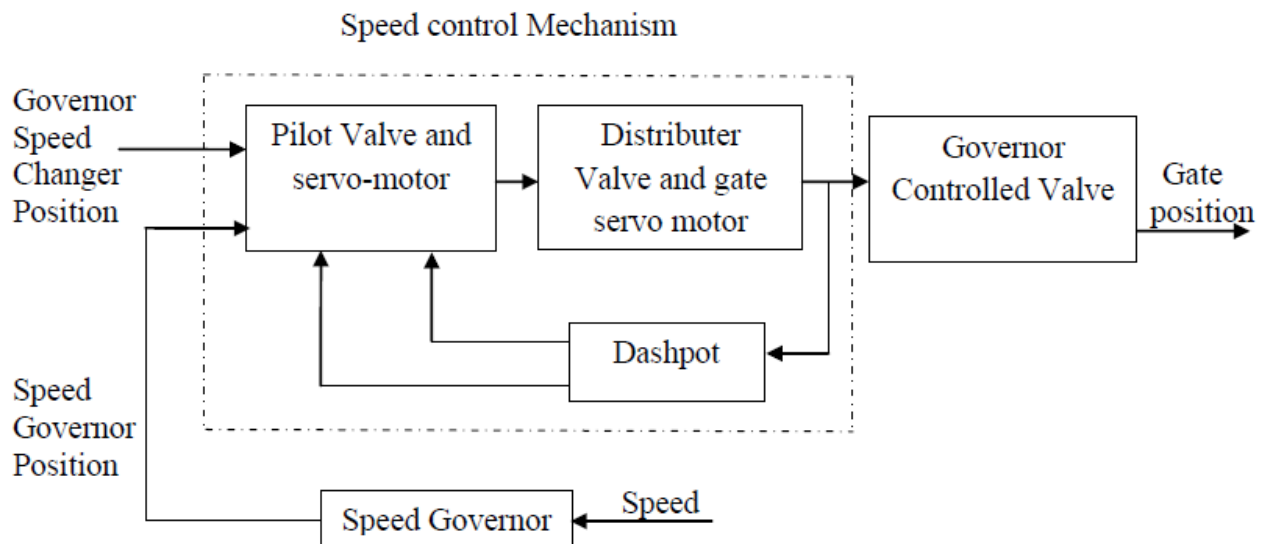 Speed control Mechanism
Governor
Speed
Changer
Position
Pilot Valve and
servo-motor
Distributer
Valve and gate
servo motor
Governor
Controlled Valve
Gate
position
Dashpot
Speed
Governor
Position
Speed Governor
Speed